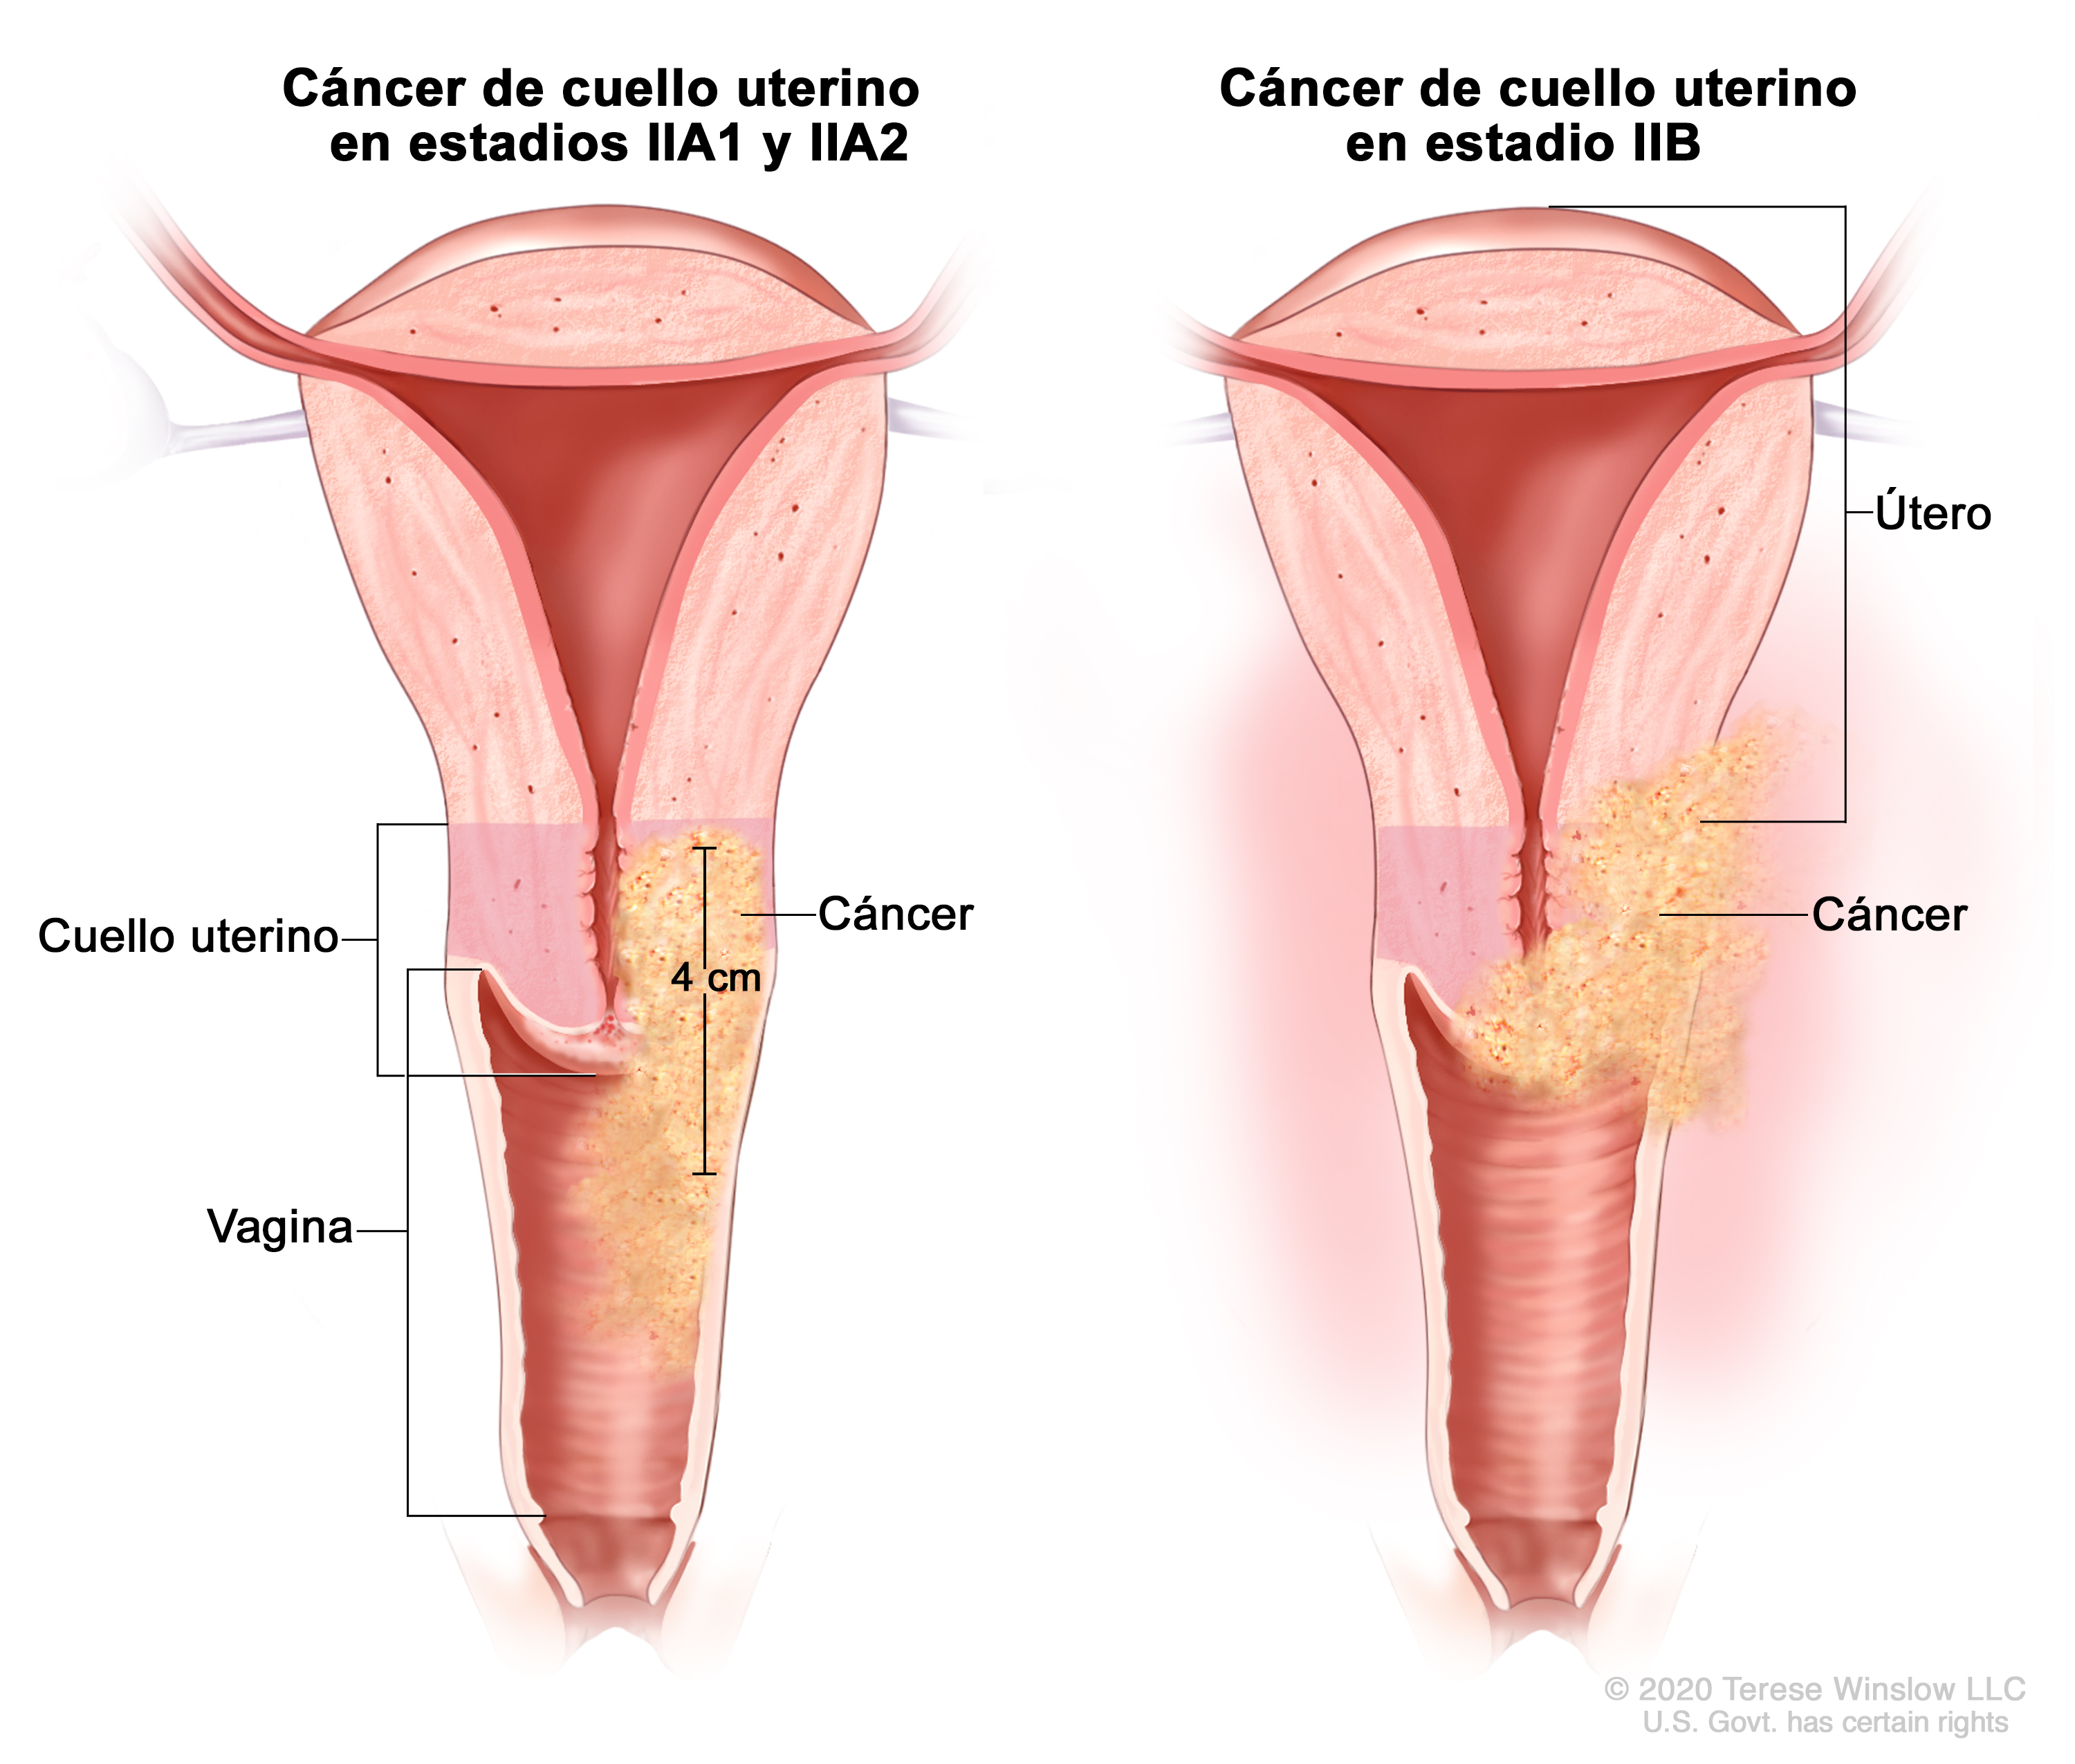 Cáncer de cuello uterino
en estadios IIA1 y IIA2
Cuello uterino
Vagina
Cáncer
4 cm
Cáncer de cuello uterino
en estadio IIB
Útero
Cáncer
© 2020 Terese Winslow LLC
U.S. Govt. has certain rights